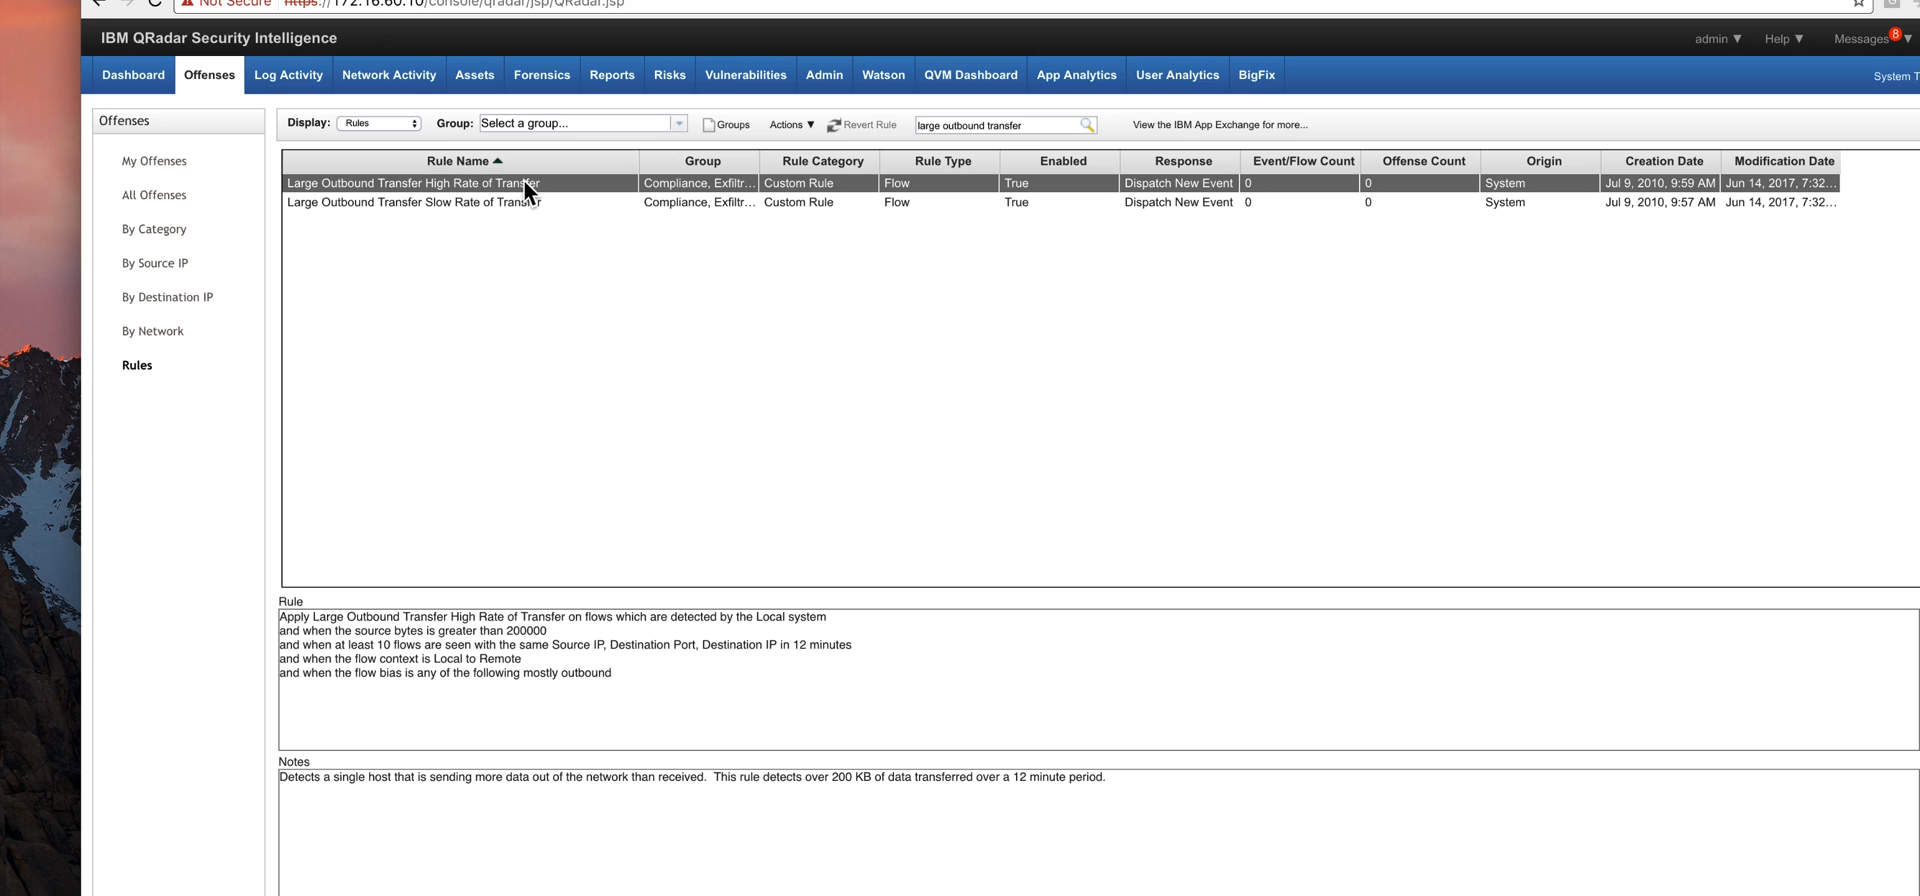 Not Secure https://172.16.60.10/console/qradar/jsp/QRadar.jsp
IBM QRadar Security Intelligence
admin ▼ Help ▼ Messages 8 ▼
Dashboard Offenses Log Activity Network Activity Assets Forensics Reports Risks Vulnerabilities Admin Watson QVM Dashboard App Analytics User Analytics BigFix System T
Offenses
Display: Rules Group: Select a group... Groups Actions ▼ Revert Rule large outbound transfer View the IBM App Exchange for more...
My Offenses
All Offenses
By Category
By Source IP
By Destination IP
By Network
Rules
Rule Name Group Rule Category Rule Type Enabled Response Event/Flow Count Offense Count Origin Creation Date Modification Date
Large Outbound Transfer High Rate of Transfer Compliance, Exfiltr... Custom Rule Flow True Dispatch New Event 0 0 System Jul 9, 2010, 9:59 AM Jun 14, 2017, 7:32...
Large Outbound Transfer Slow Rate of Transfer Compliance, Exfiltr... Custom Rule Flow True Dispatch New Event 0 0 System Jul 9, 2010, 9:57 AM Jun 14, 2017, 7:32...
Rule
Apply Large Outbound Transfer High Rate of Transfer on flows which are detected by the Local system
and when the source bytes is greater than 200000
and when at least 10 flows are seen with the same Source IP, Destination Port, Destination IP in 12 minutes
and when the flow context is Local to Remote
and when the flow bias is any of the following mostly outbound
Notes
Detects a single host that is sending more data out of the network than received. This rule detects over 200 KB of data transferred over a 12 minute period.